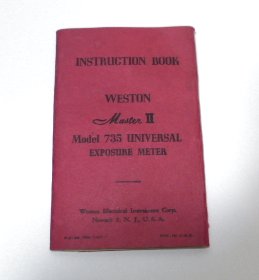 INSTRUCTION BOOK
WESTON
Master II
Model 735 UNIVERSAL
EXPOSURE METER
Weston Electrical Instrument Corp.
Newark 5, N. J., U. S. A.